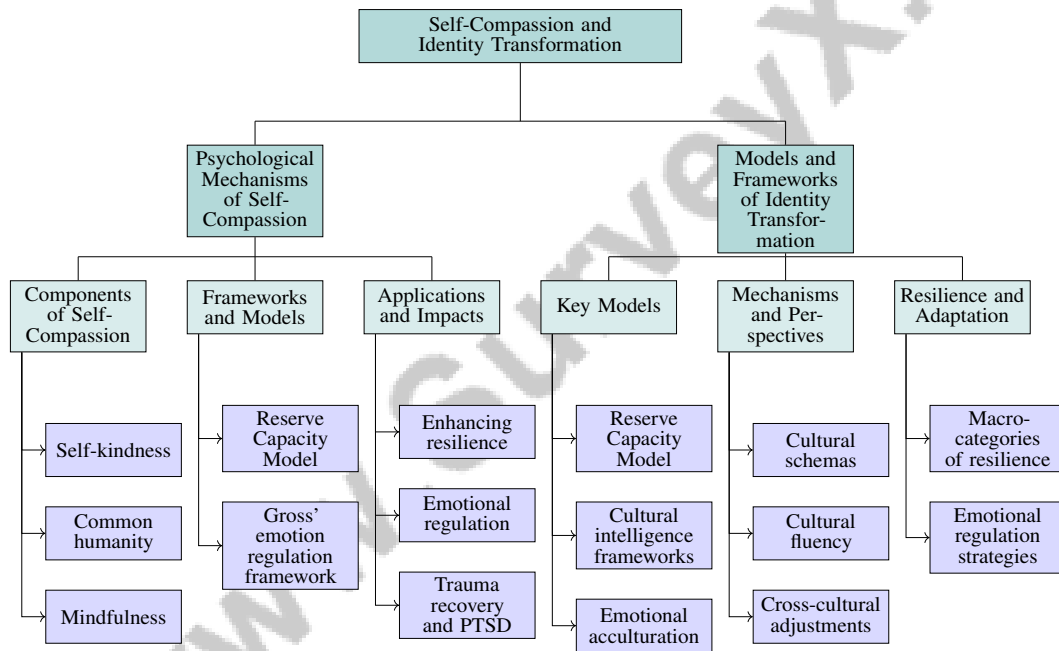 Self-Compassion and
Identity Transformation
Psychological
Mechanisms
of Self-
Compassion
Models and
Frameworks
of Identity
Transfor-
mation
Components
of Self-
Compassion
Frameworks
and Models
Applications
and Impacts
Key Models
Mechanisms
and Per-
spectives
Resilience and
Adaptation
Self-kindness
Common
humanity
Mindfulness
Reserve
Capacity
Model
Gross'
emotion
regulation
framework
Enhancing
resilience
Emotional
regulation
Trauma
recovery
and PTSD
Reserve
Capacity
Model
Cultural
intelligence
frameworks
Emotional
acculturation
Cultural
schemas
Cultural
fluency
Cross-cultural
adjustments
Macro-
categories
of resilience
Emotional
regulation
strategies